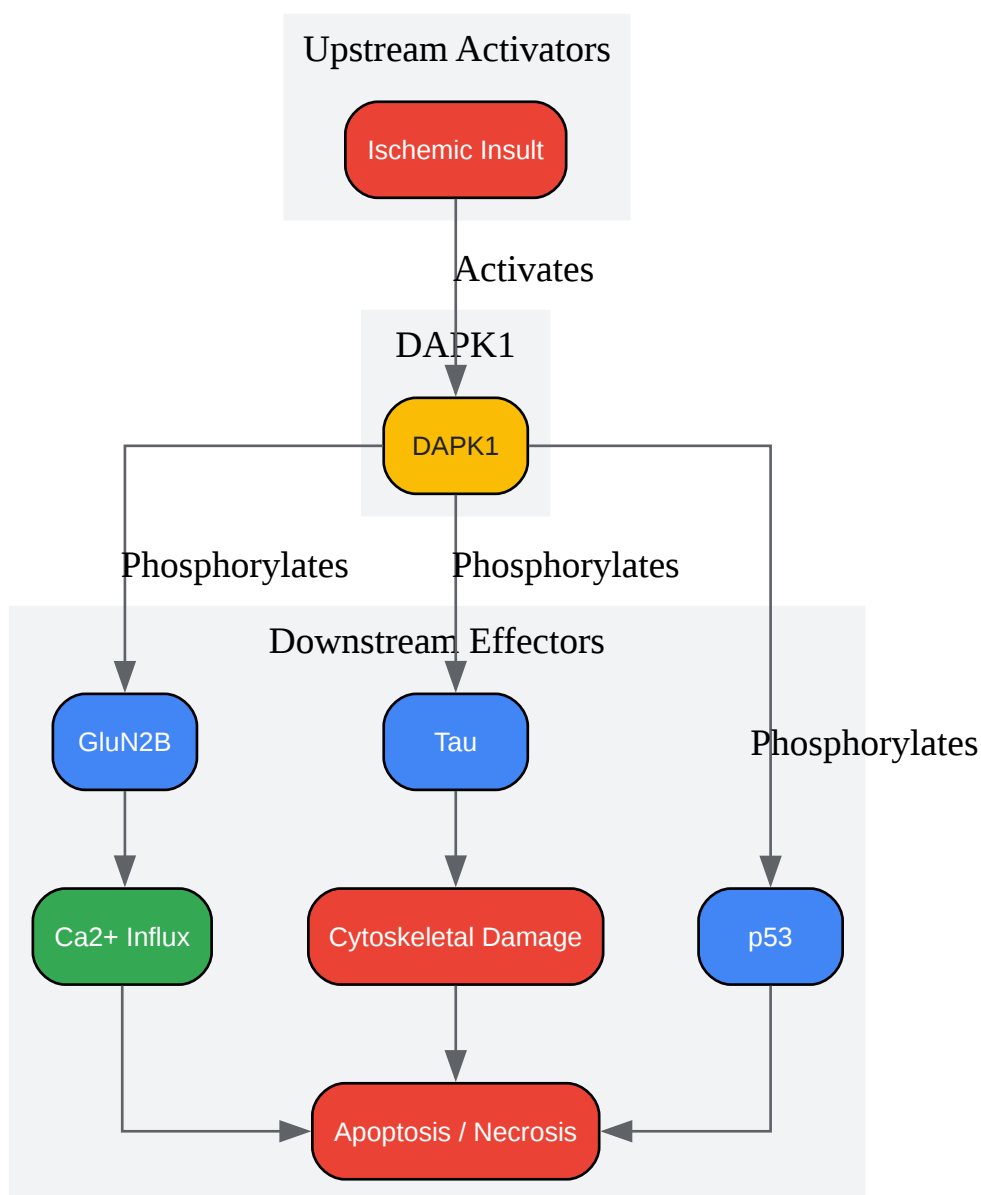 Upstream Activators
Ischemic Insult
Activates
DAPK1
DAPK1
Phosphorylates
Phosphorylates
Downstream Effectors
GluN2B
Tau
Phosphorylates
Ca2+ Influx
Cytoskeletal Damage
p53
Apoptosis / Necrosis